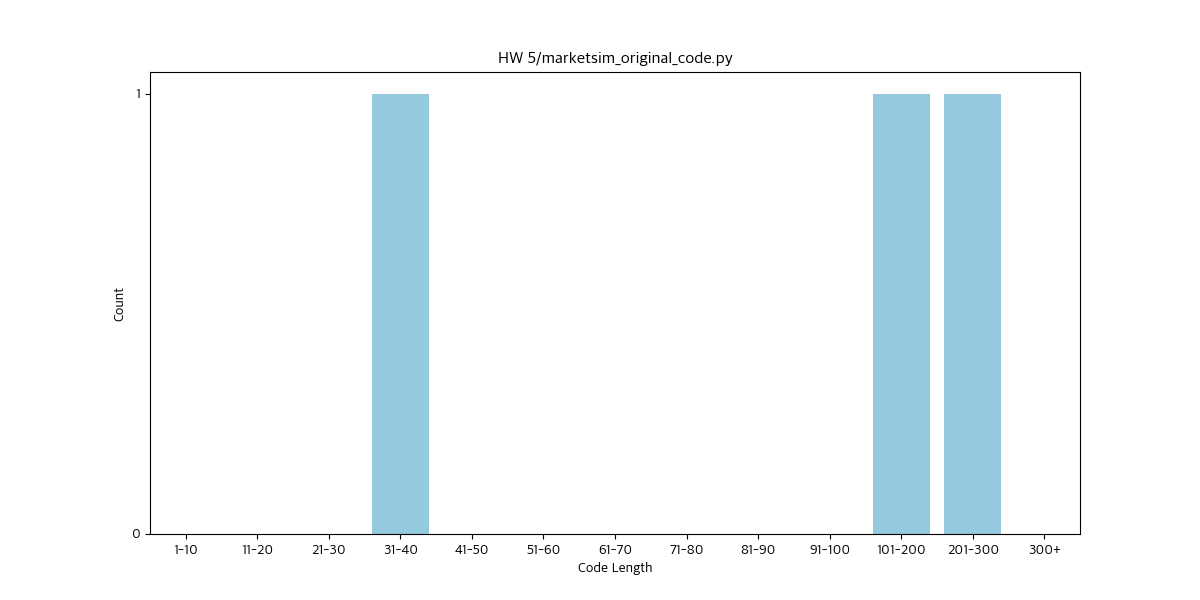 HW 5/marketsim_original_code.py
1
Count
0
1-10 11-20 21-30 31-40 41-50 51-60 61-70 71-80 81-90 91-100 101-200 201-300 300+
Code Length